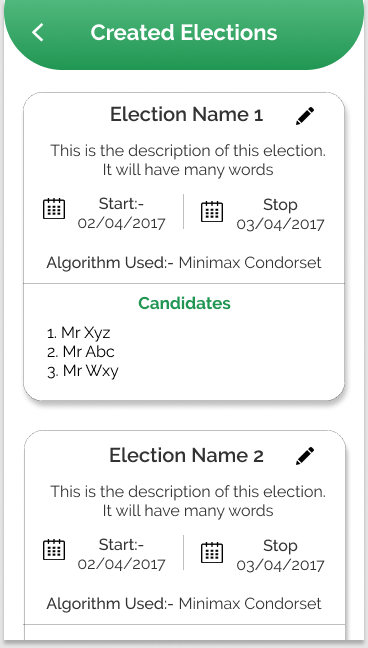 Created Elections
Election Name 1
This is the description of this election.
It will have many words
Start:-
02/04/2017
Stop
03/04/2017
Algorithm Used:- Minimax Condorset
Candidates
1. Mr Xyz
2. Mr Abc
3. Mr Wxy
Election Name 2
This is the description of this election.
It will have many words
Start:-
02/04/2017
Stop
03/04/2017
Algorithm Used:- Minimax Condorset